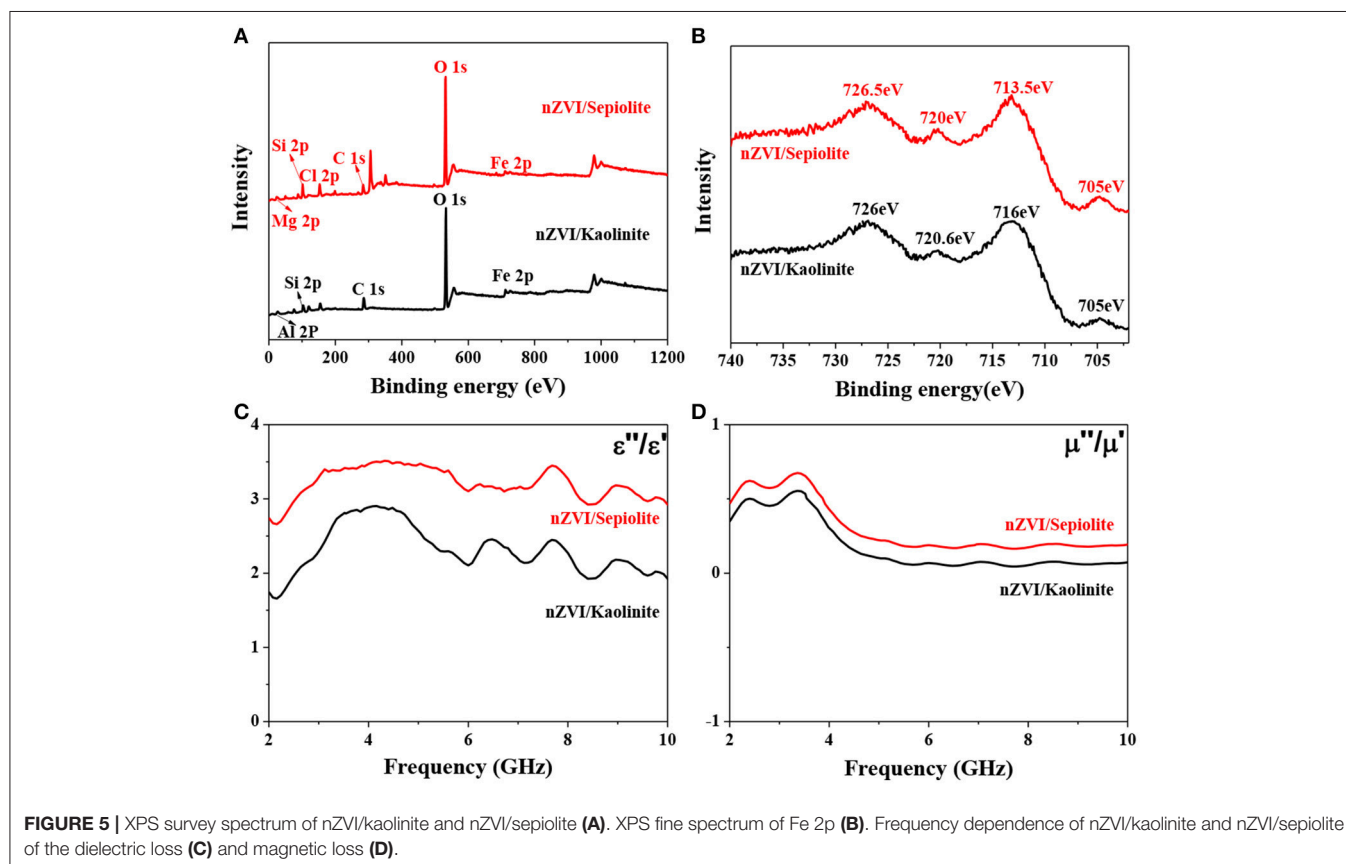 A
O 1s
nZVI/Sepiolite
Si 2p
C 1s
Cl 2p
Fe 2p
Mg 2p
O 1s
nZVI/Kaolinite
Si 2p
C 1s
Fe 2p
Al 2P
Intensity
0 200 400 600 800 1000 1200
Binding energy (eV)
B
726.5eV
720eV
713.5eV
nZVI/Sepiolite
705eV
726eV
720.6eV
716eV
nZVI/Kaolinite
705eV
Intensity
740 735 730 725 720 715 710 705
Binding energy(eV)
C
ε''/ε'
4
3
2
1
0
nZVI/Sepiolite
nZVI/Kaolinite
2 4 6 8 10
Frequency (GHz)
D
μ''/μ'
1
0
-1
nZVI/Sepiolite
nZVI/Kaolinite
2 4 6 8 10
Frequency (GHz)
FIGURE 5 | XPS survey spectrum of nZVI/kaolinite and nZVI/sepiolite (A). XPS fine spectrum of Fe 2p (B). Frequency dependence of nZVI/kaolinite and nZVI/sepiolite
of the dielectric loss (C) and magnetic loss (D).